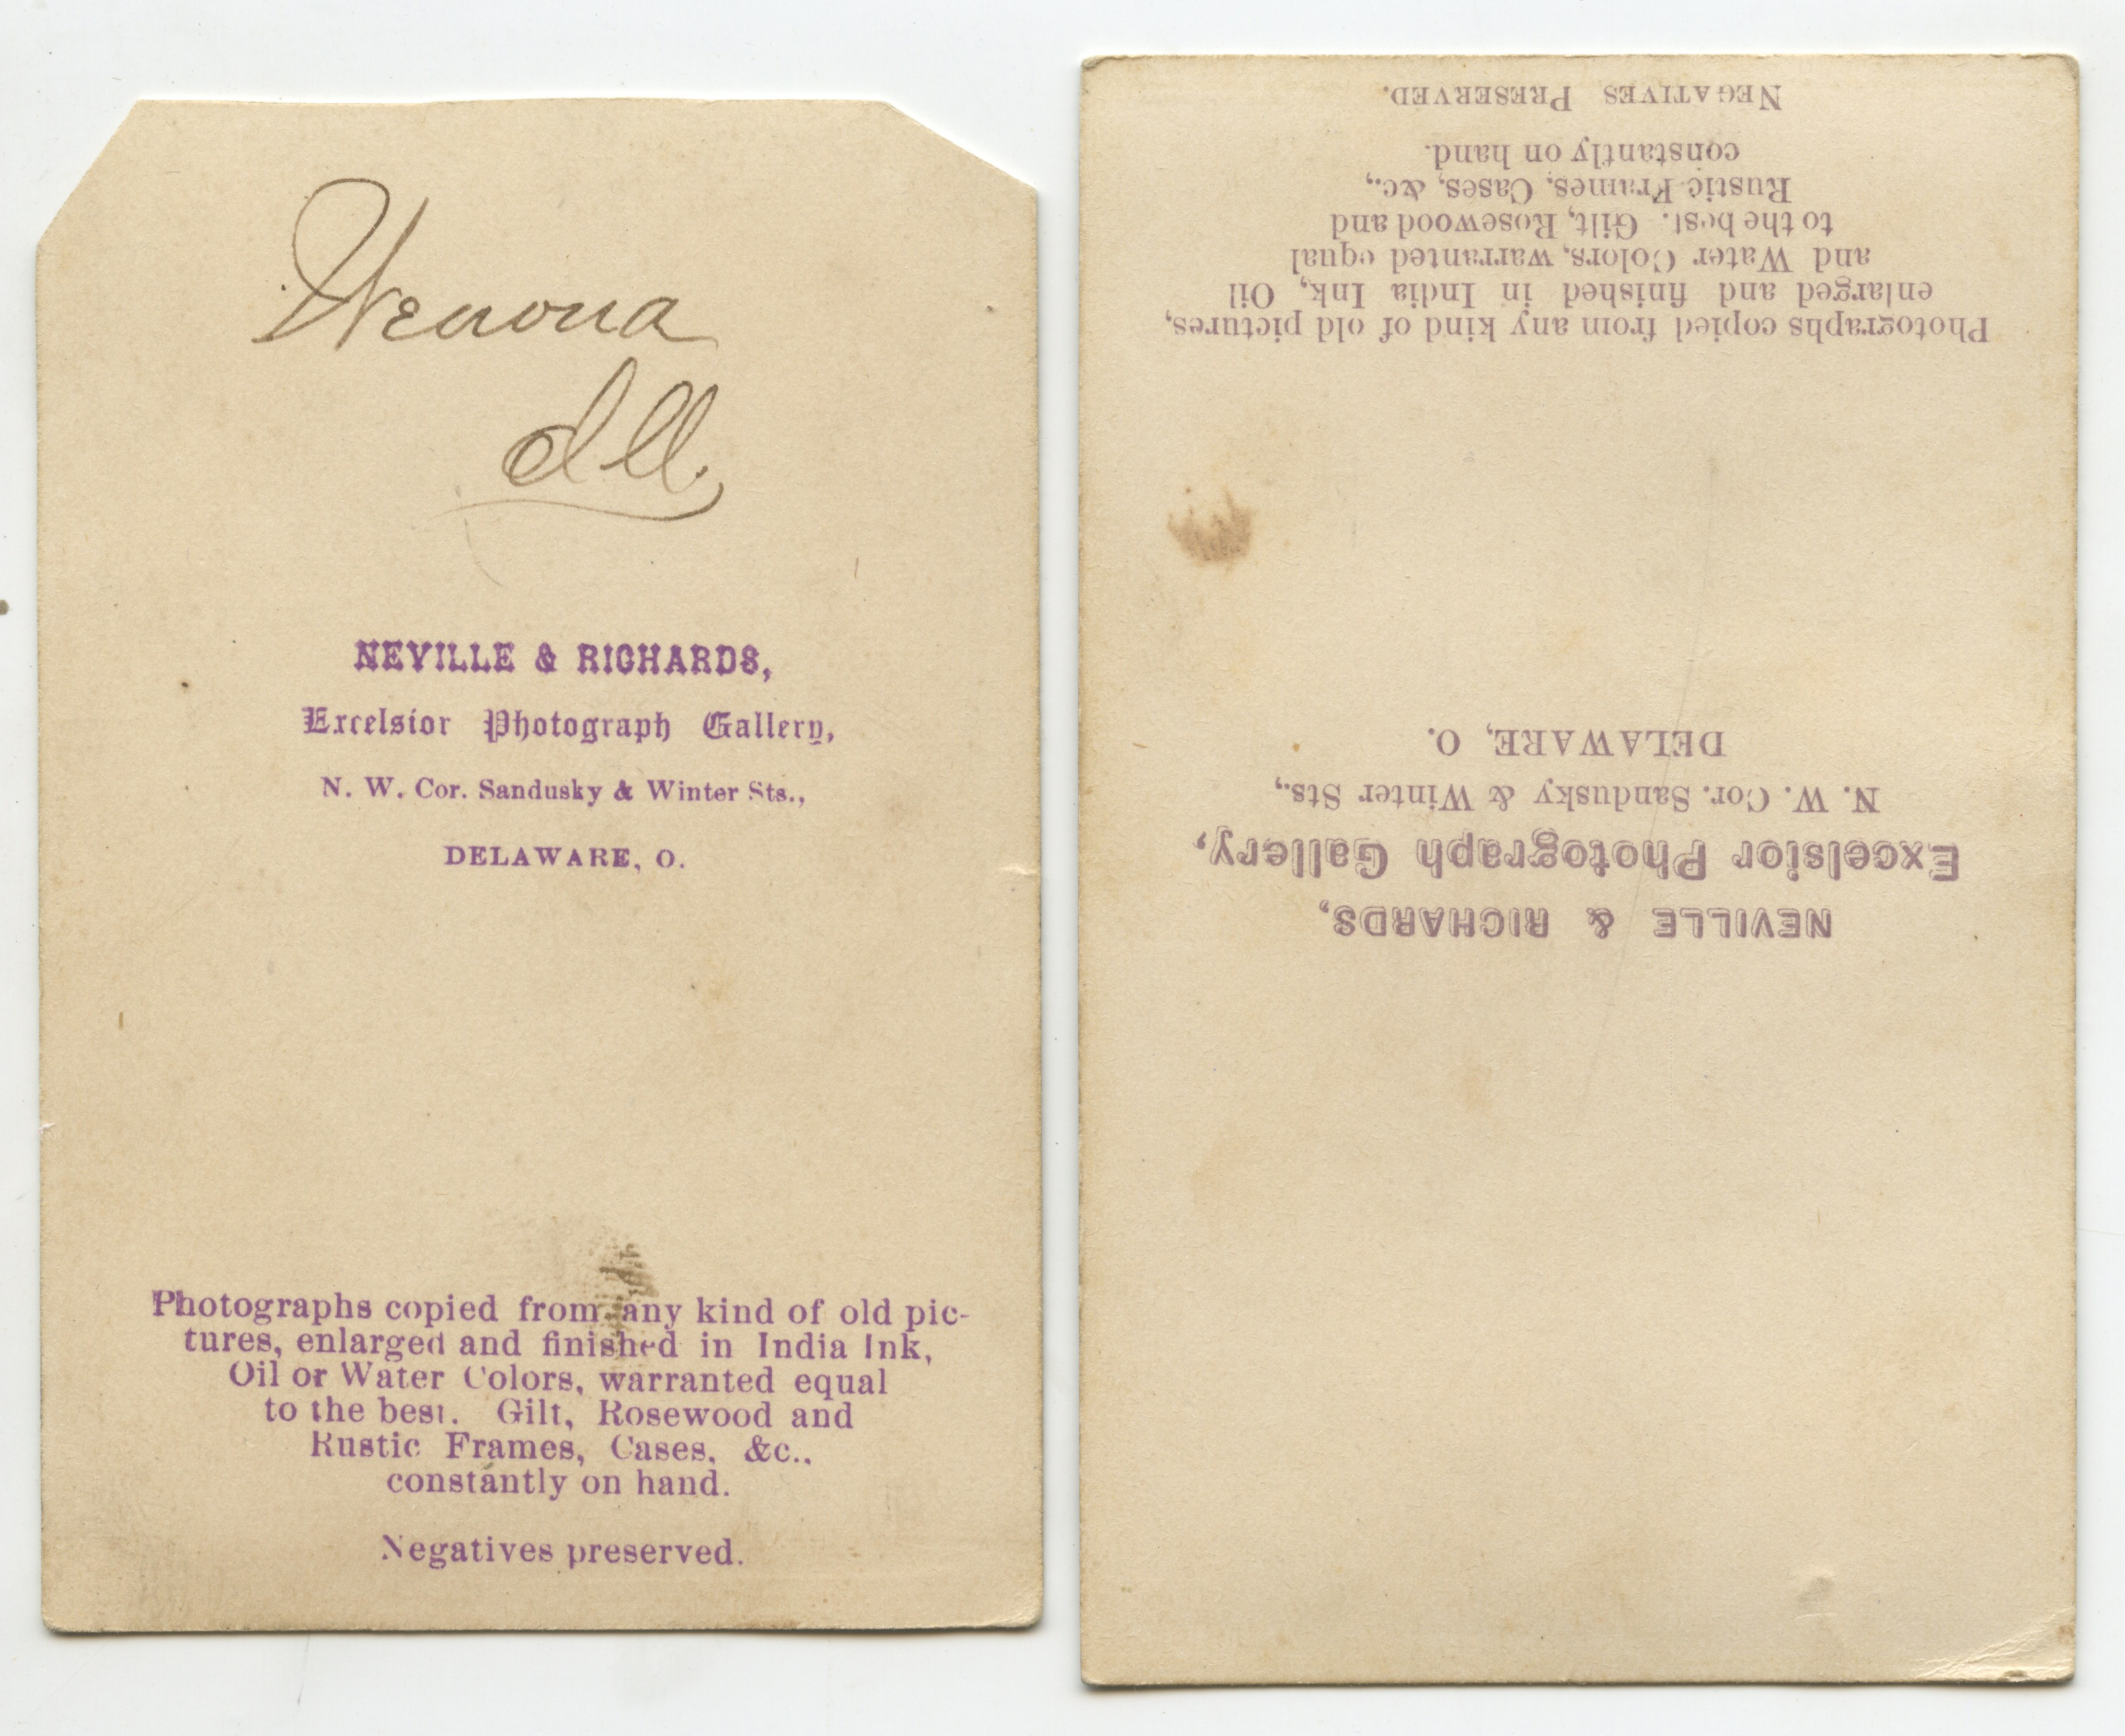 Wenona
Ill.
NEVILLE & RICHARDS,
Excelsior Photograph Gallery,
N. W. Cor. Sandusky & Winter Sts.,
DELAWARE, O.
Photographs copied from any kind of old pic-
tures, enlarged and finished in India Ink,
Oil or Water Colors, warranted equal
to the best. Gilt, Rosewood and
Rustic Frames, Cases, &c.,
constantly on hand.
Negatives preserved.
NEVILLE & RICHARDS,
Excelsior Photograph Gallery,
N. W. Cor. Sandusky & Winter Sts.,
DELAWARE, O.
Photographs copied from any kind of old pictures,
enlarged and finished in India Ink, Oil
and Water Colors, warranted equal
to the best. Gilt, Rosewood and
Rustic Frames, Cases, &c.,
constantly on hand.
NEGATIVES PRESERVED.